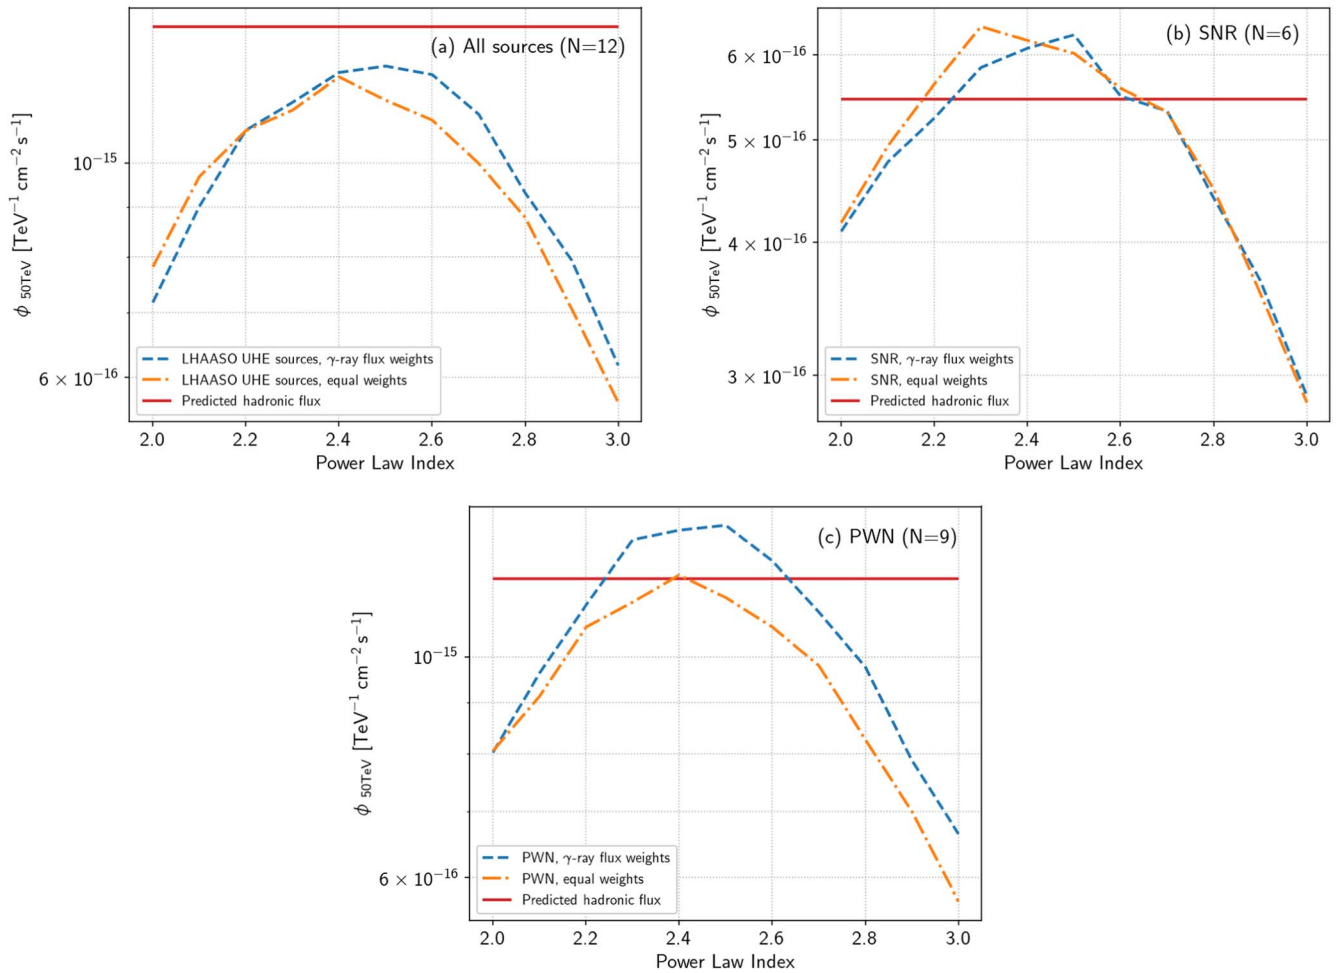 (a) All sources (N=12)
ϕ 50TeV [TeV⁻¹ cm⁻² s⁻¹]
10⁻¹⁵
6 × 10⁻¹⁶
LHAASO UHE sources, γ-ray flux weights
LHAASO UHE sources, equal weights
Predicted hadronic flux
2.0 2.2 2.4 2.6 2.8 3.0
Power Law Index
(b) SNR (N=6)
ϕ 50TeV [TeV⁻¹ cm⁻² s⁻¹]
6 × 10⁻¹⁶
5 × 10⁻¹⁶
4 × 10⁻¹⁶
3 × 10⁻¹⁶
SNR, γ-ray flux weights
SNR, equal weights
Predicted hadronic flux
2.0 2.2 2.4 2.6 2.8 3.0
Power Law Index
(c) PWN (N=9)
ϕ 50TeV [TeV⁻¹ cm⁻² s⁻¹]
10⁻¹⁵
6 × 10⁻¹⁶
PWN, γ-ray flux weights
PWN, equal weights
Predicted hadronic flux
2.0 2.2 2.4 2.6 2.8 3.0
Power Law Index